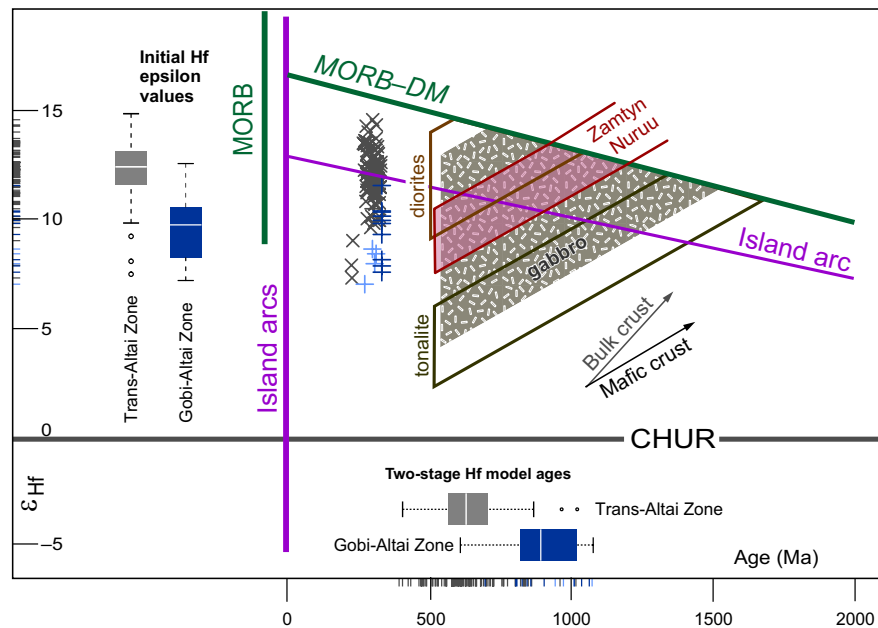 Initial Hf
epsilon
values
MORB
MORB–DM
Zamtyn
Nuruu
diorites
gabbro
tonalite
Island arc
Island arcs
Bulk crust
Mafic crust
15
10
5
0
–5
εHf
Trans-Altai Zone
Gobi-Altai Zone
CHUR
Two-stage Hf model ages
Trans-Altai Zone
Gobi-Altai Zone
Age (Ma)
0
500
1000
1500
2000